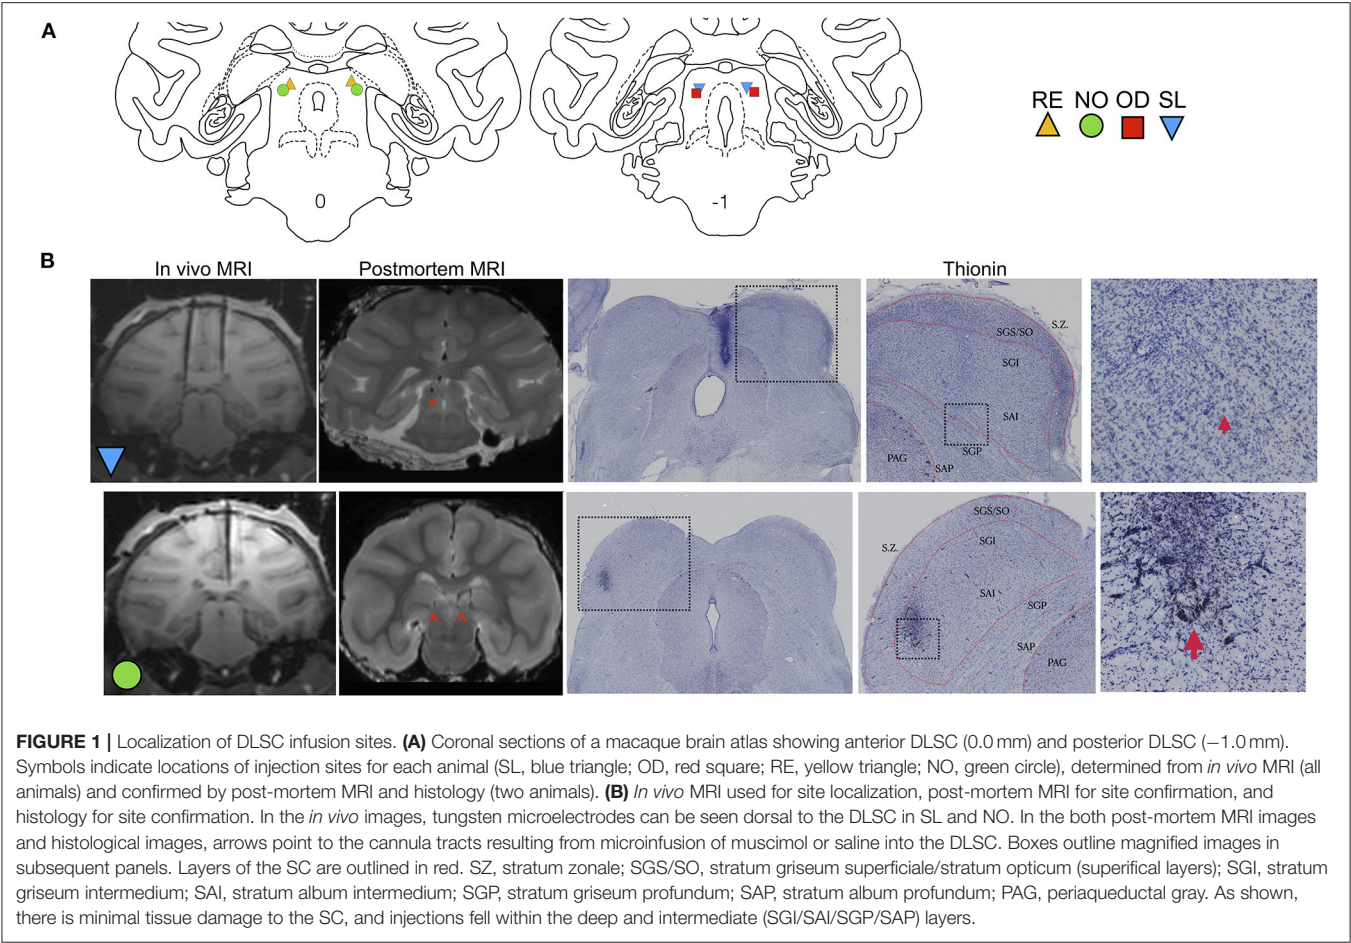 A
RE NO OD SL
0
-1
B
In vivo MRI
Postmortem MRI
Thionin
S.Z.
SGS/SO
SGI
SAI
SGP
PAG
SAP
SGS/SO
SGI
S.Z.
SAI
SGP
SAP
PAG
FIGURE 1 | Localization of DLSC infusion sites. (A) Coronal sections of a macaque brain atlas showing anterior DLSC (0.0 mm) and posterior DLSC (−1.0 mm).
Symbols indicate locations of injection sites for each animal (SL, blue triangle; OD, red square; RE, yellow triangle; NO, green circle), determined from in vivo MRI (all
animals) and confirmed by post-mortem MRI and histology (two animals). (B) In vivo MRI used for site localization, post-mortem MRI for site confirmation, and
histology for site confirmation. In the in vivo images, tungsten microelectrodes can be seen dorsal to the DLSC in SL and NO. In the both post-mortem MRI images
and histological images, arrows point to the cannula tracts resulting from microinfusion of muscimol or saline into the DLSC. Boxes outline magnified images in
subsequent panels. Layers of the SC are outlined in red. SZ, stratum zonale; SGS/SO, stratum griseum superficiale/stratum opticum (superifical layers); SGI, stratum
griseum intermedium; SAI, stratum album intermedium; SGP, stratum griseum profundum; SAP, stratum album profundum; PAG, periaqueductal gray. As shown,
there is minimal tissue damage to the SC, and injections fell within the deep and intermediate (SGI/SAI/SGP/SAP) layers.